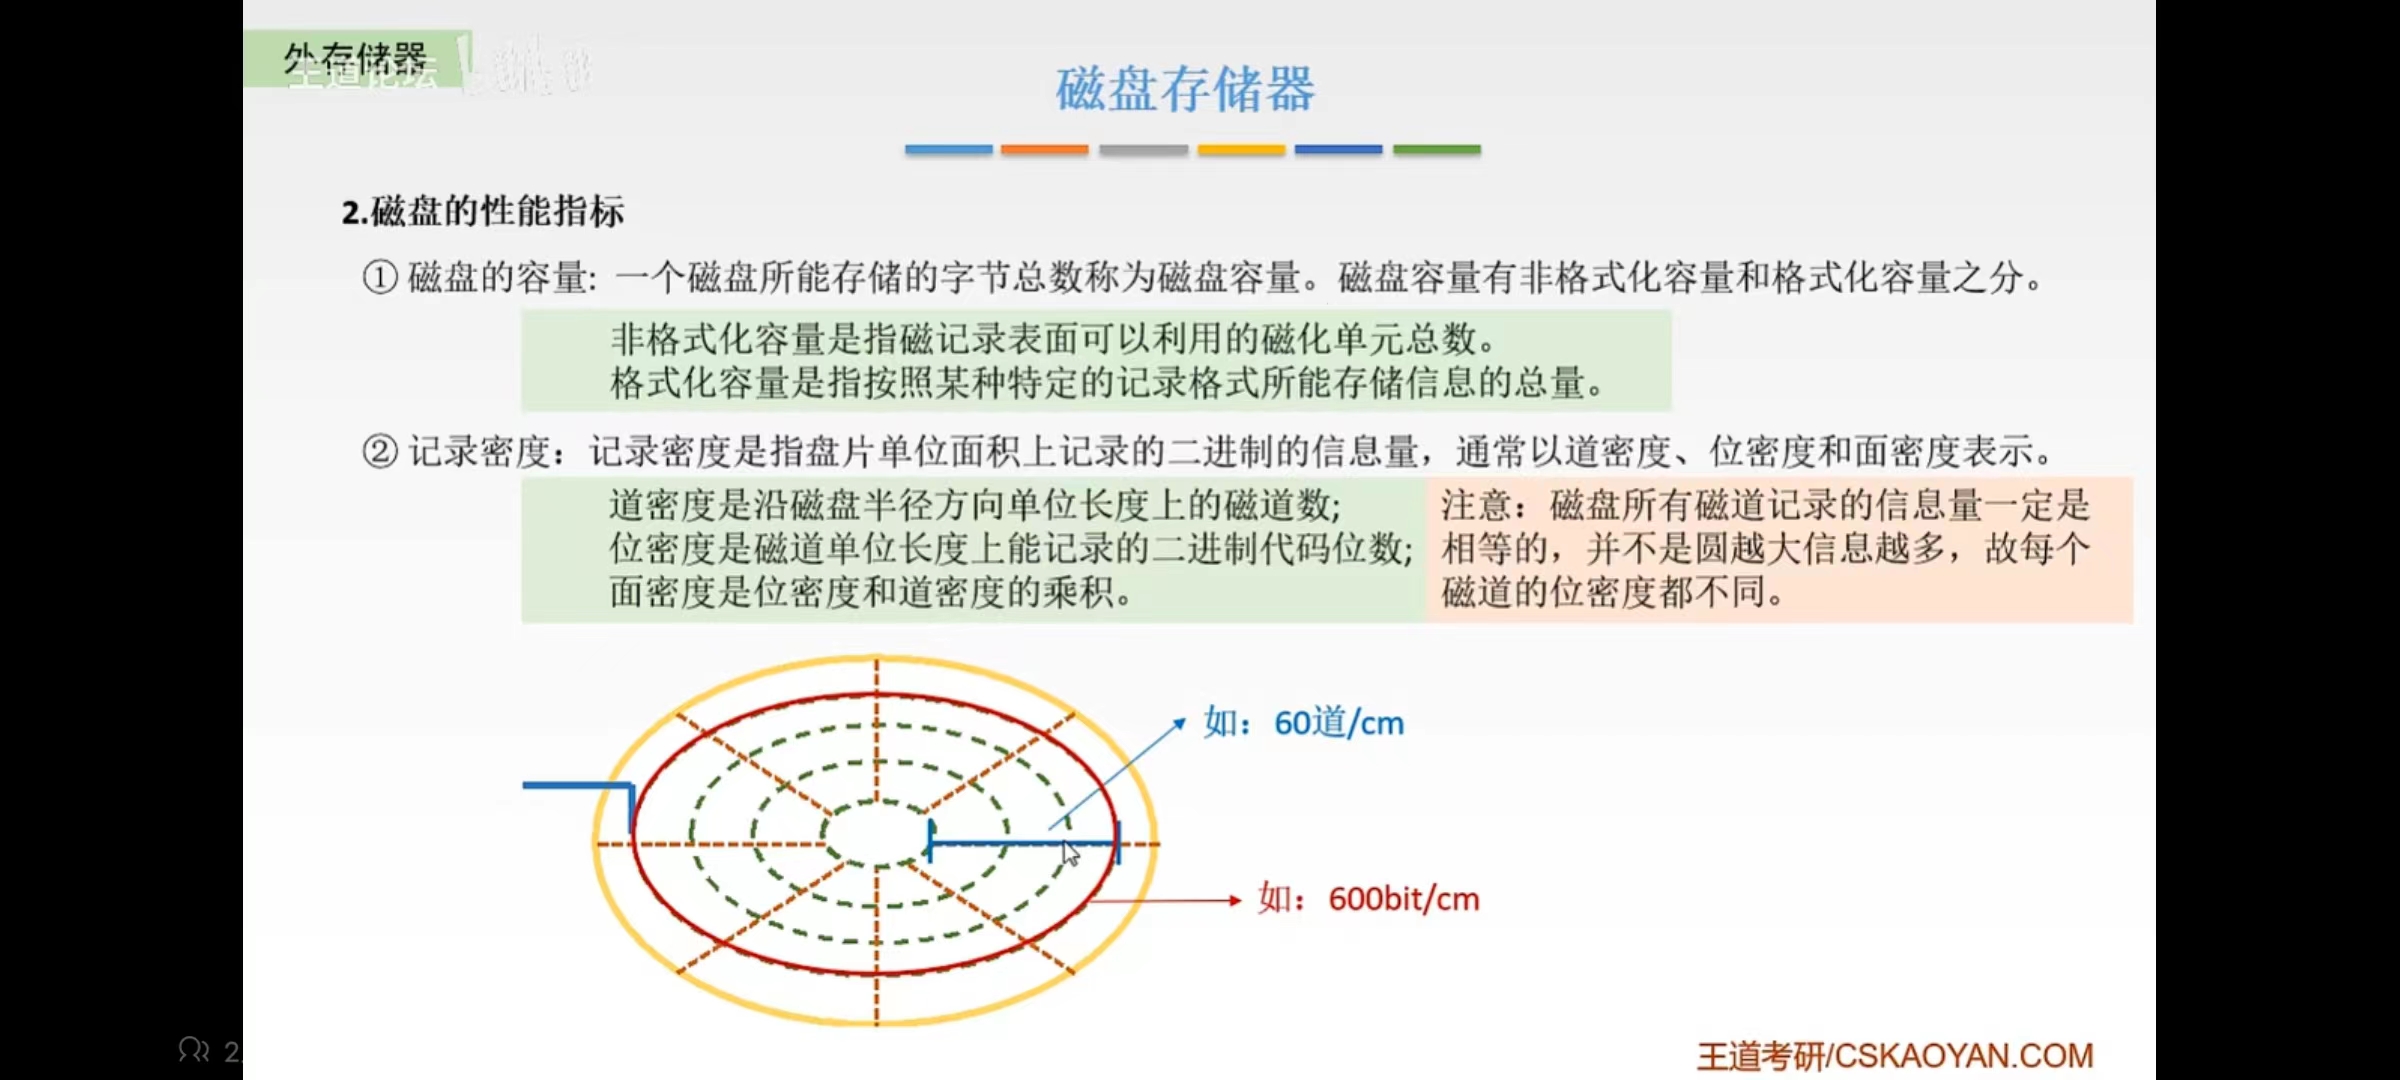 外存储器
王道论坛
磁盘存储器
2.磁盘的性能指标
① 磁盘的容量: 一个磁盘所能存储的字节总数称为磁盘容量。磁盘容量有非格式化容量和格式化容量之分。
非格式化容量是指磁记录表面可以利用的磁化单元总数。
格式化容量是指按照某种特定的记录格式所能存储信息的总量。
② 记录密度：记录密度是指盘片单位面积上记录的二进制的信息量，通常以道密度、位密度和面密度表示。
道密度是沿磁盘半径方向单位长度上的磁道数;
位密度是磁道单位长度上能记录的二进制代码位数;
面密度是位密度和道密度的乘积。
注意：磁盘所有磁道记录的信息量一定是
相等的，并不是圆越大信息越多，故每个
磁道的位密度都不同。
如：60道/cm
如：600bit/cm
2
王道考研/CSKAOYAN.COM